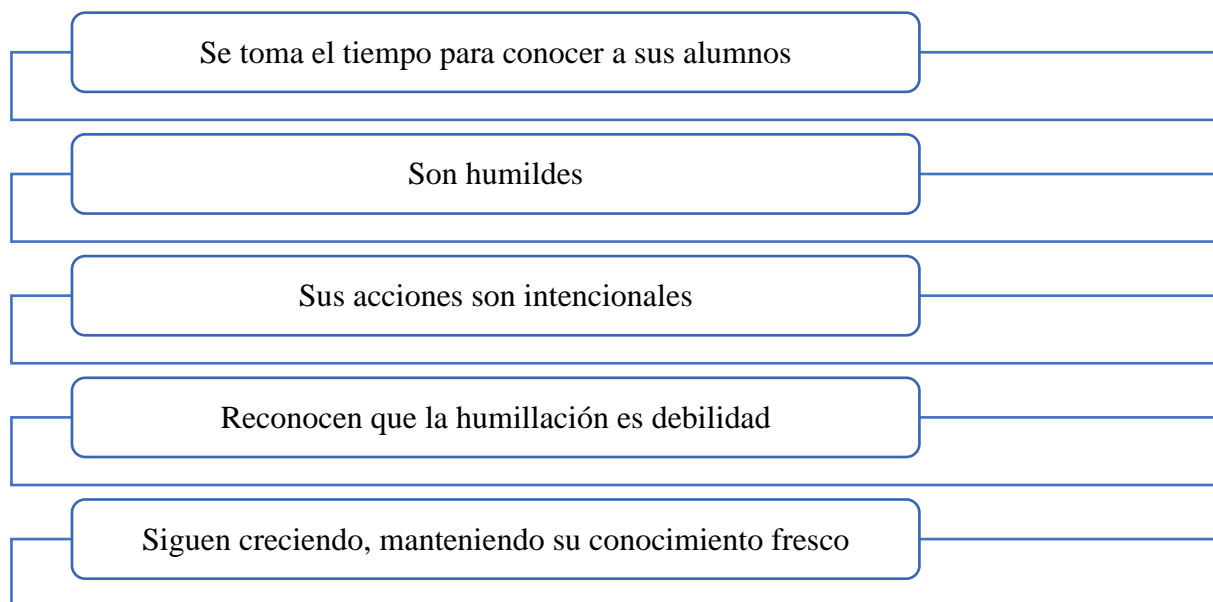 Se toma el tiempo para conocer a sus alumnos
Son humildes
Sus acciones son intencionales
Reconocen que la humillación es debilidad
Siguen creciendo, manteniendo su conocimiento fresco